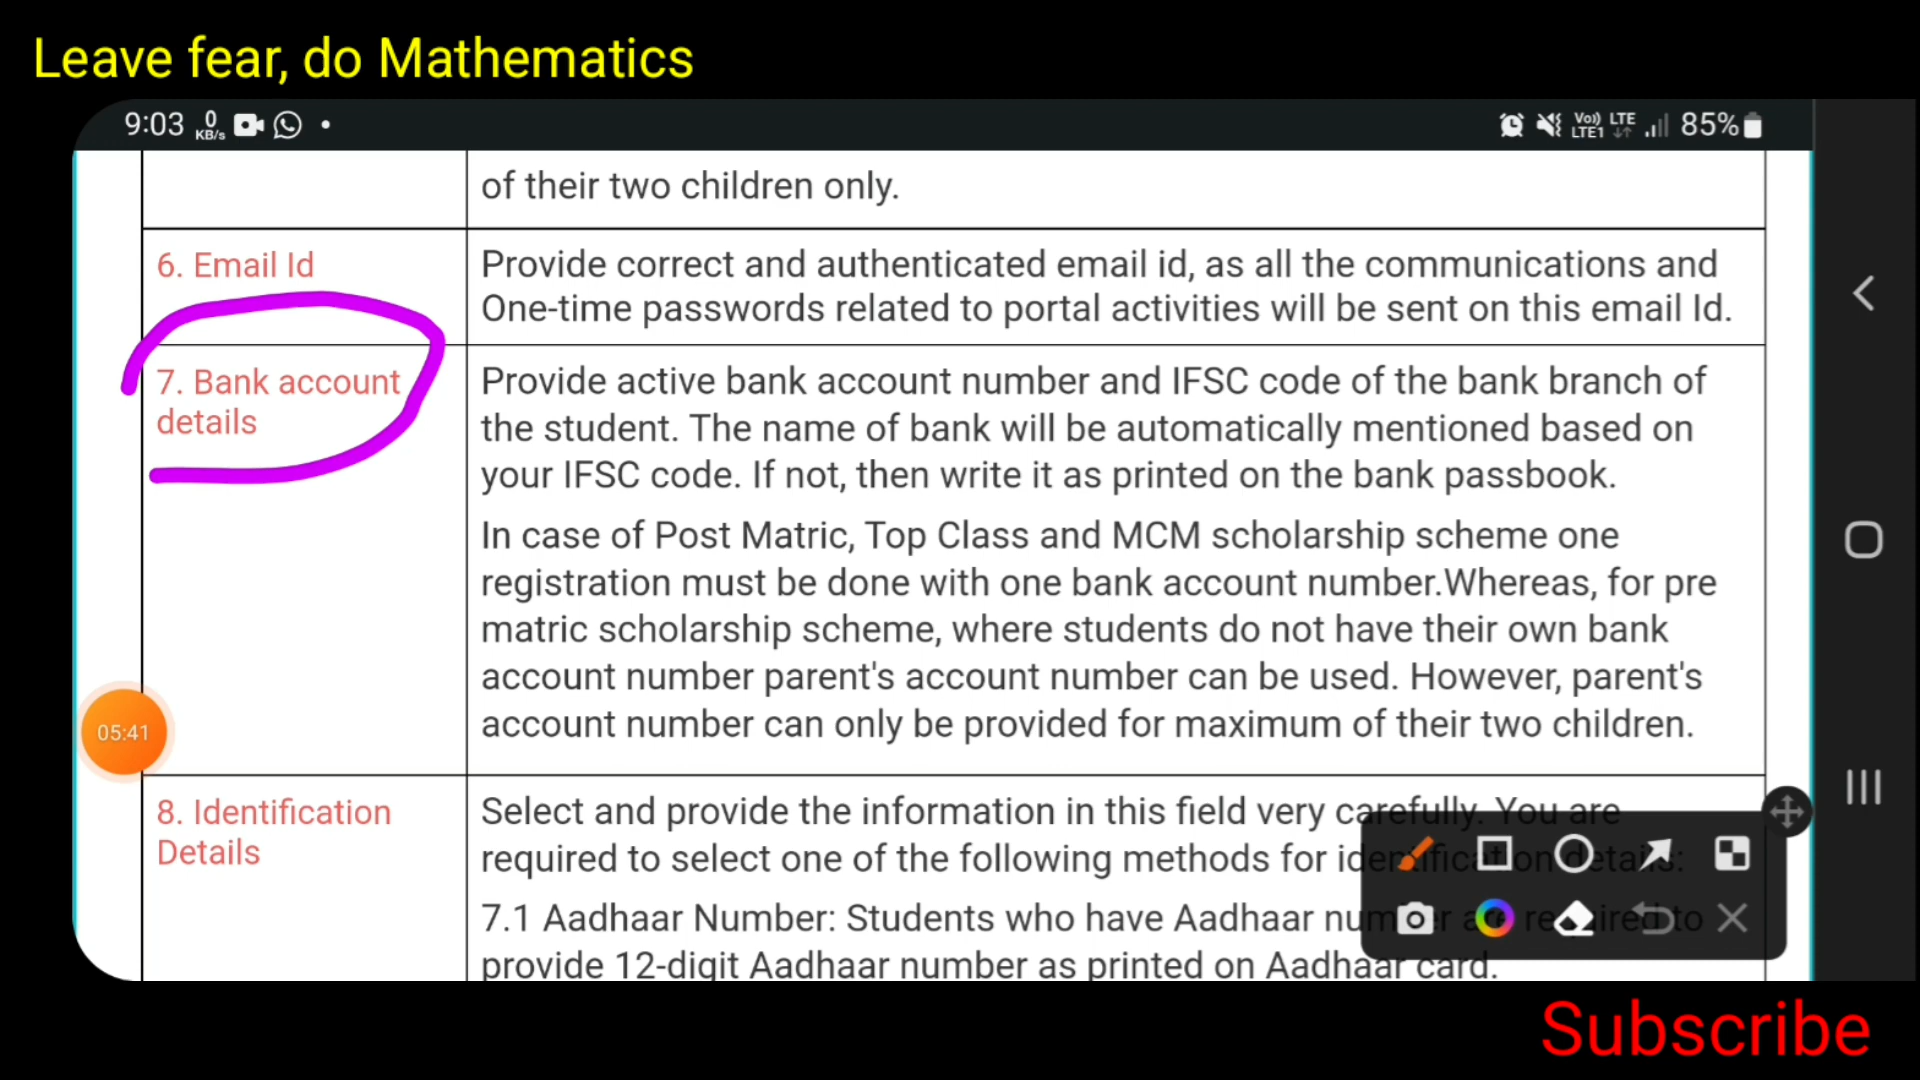 Leave fear, do Mathematics
9:03 0 KB/s Vo)) LTE1 LTE 85%
of their two children only.
6. Email Id
Provide correct and authenticated email id, as all the communications and
One-time passwords related to portal activities will be sent on this email Id.
7. Bank account
details
Provide active bank account number and IFSC code of the bank branch of
the student. The name of bank will be automatically mentioned based on
your IFSC code. If not, then write it as printed on the bank passbook.
In case of Post Matric, Top Class and MCM scholarship scheme one
registration must be done with one bank account number.Whereas, for pre
matric scholarship scheme, where students do not have their own bank
account number parent's account number can be used. However, parent's
account number can only be provided for maximum of their two children.
05:41
8. Identification
Details
Select and provide the information in this field very carefully. You are
required to select one of the following methods for identification details:
7.1 Aadhaar Number: Students who have Aadhaar number are required to
provide 12-digit Aadhaar number as printed on Aadhaar card.
Subscribe